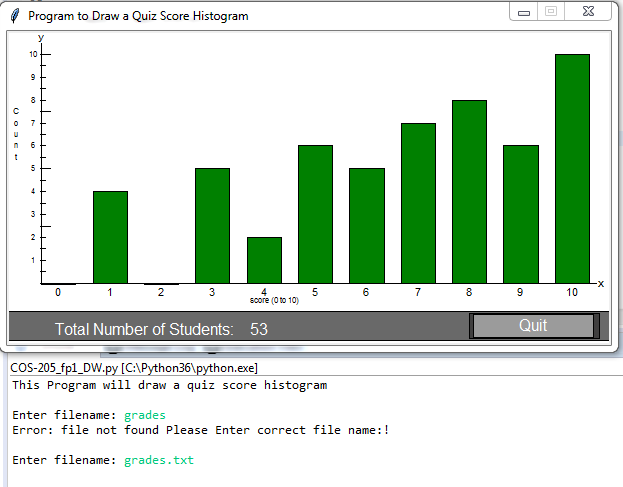 Program to Draw a Quiz Score Histogram
y
10
9
8
7
6
5
4
3
2
1
Count
0 1 2 3 4 5 6 7 8 9 10 x
score (0 to 10)
Total Number of Students: 53 Quit
COS-205_fp1_DW.py [C:\Python36\python.exe]
This Program will draw a quiz score histogram
Enter filename: grades
Error: file not found Please Enter correct file name:!
Enter filename: grades.txt